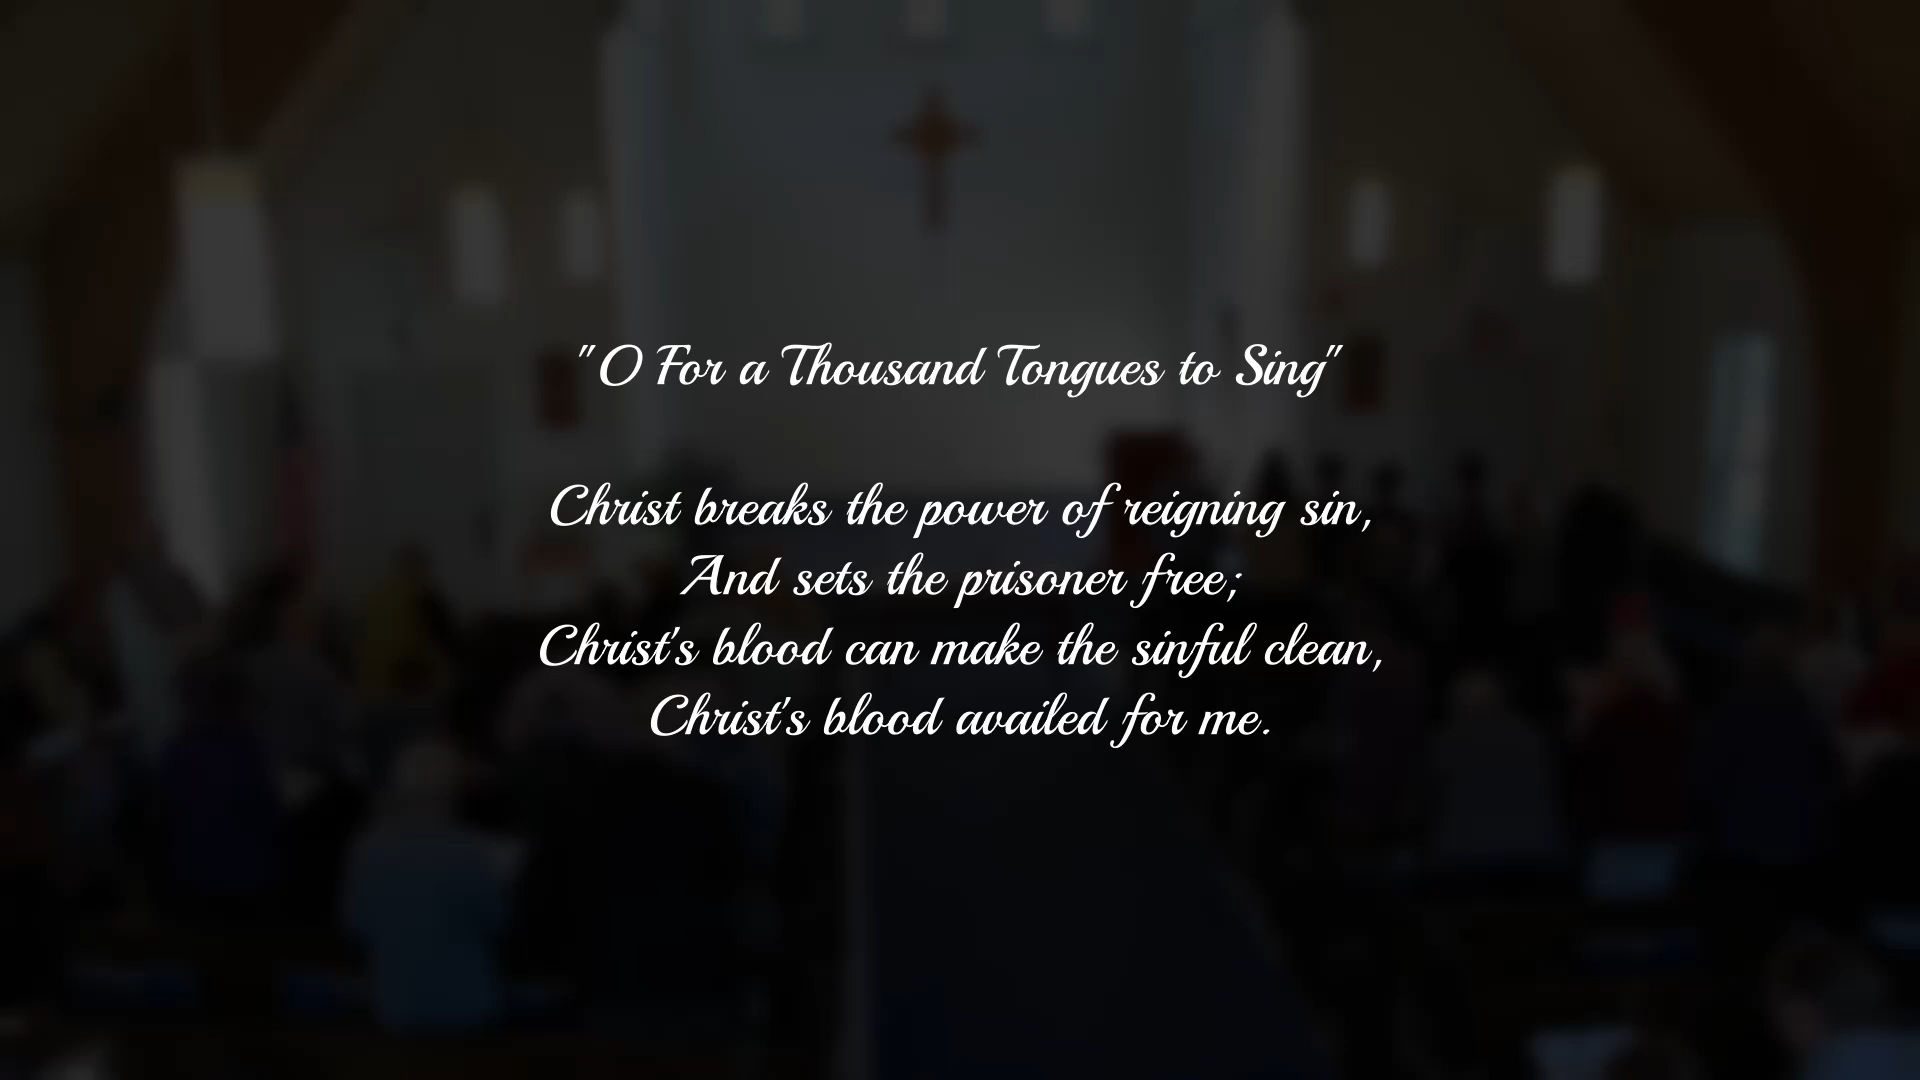 "O For a Thousand Tongues to Sing"
Christ breaks the power of reigning sin,
And sets the prisoner free;
Christ's blood can make the sinful clean,
Christ's blood availed for me.